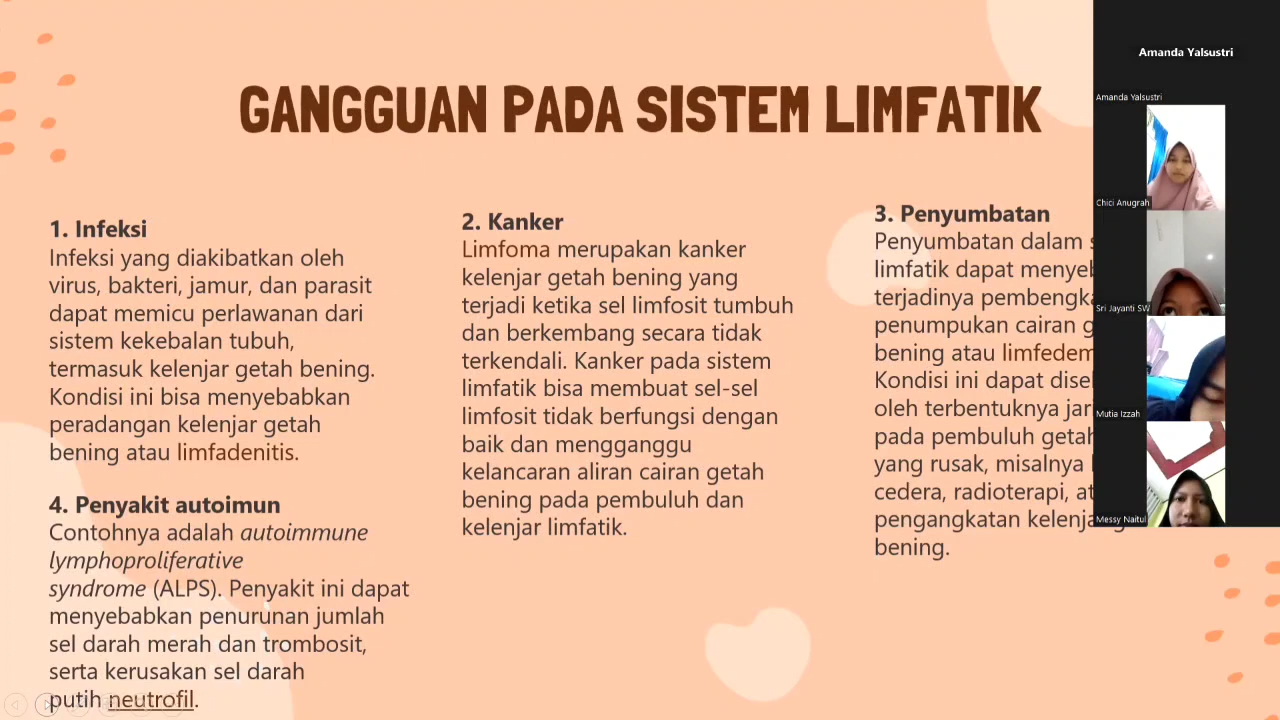 GANGGUAN PADA SISTEM LIMFATIK
1. Infeksi
Infeksi yang diakibatkan oleh
virus, bakteri, jamur, dan parasit
dapat memicu perlawanan dari
sistem kekebalan tubuh,
termasuk kelenjar getah bening.
Kondisi ini bisa menyebabkan
peradangan kelenjar getah
bening atau limfadenitis.
4. Penyakit autoimun
Contohnya adalah autoimmune
lymphoproliferative
syndrome (ALPS). Penyakit ini dapat
menyebabkan penurunan jumlah
sel darah merah dan trombosit,
serta kerusakan sel darah
putih neutrofil.
2. Kanker
Limfoma merupakan kanker
kelenjar getah bening yang
terjadi ketika sel limfosit tumbuh
dan berkembang secara tidak
terkendali. Kanker pada sistem
limfatik bisa membuat sel-sel
limfosit tidak berfungsi dengan
baik dan mengganggu
kelancaran aliran cairan getah
bening pada pembuluh dan
kelenjar limfatik.
3. Penyumbatan
Penyumbatan dalam
limfatik dapat
terjadinya
penumpukan cairan
bening atau
Kondisi ini dapat
oleh terbentuknya
pada pembuluh getah
yang rusak, misalnya
cedera, radioterapi,
pengangkatan
bening.
Amanda Yalsustri
Amanda Yalsustri
Chici Anugrah
Sri Jayanti SW
Mutia Izzah
Messy Naitul